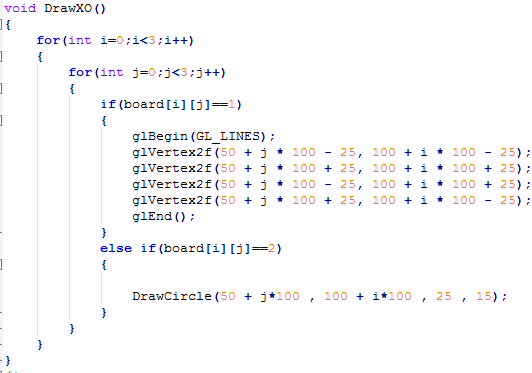 void DrawXO()
{
    for(int i=0;i<3;i++)
    {
        for(int j=0;j<3;j++)
        {
            if(board[i][j]==1)
            {
                glBegin(GL_LINES);
                glVertex2f(50 + j * 100 - 25, 100 + i * 100 - 25);
                glVertex2f(50 + j * 100 + 25, 100 + i * 100 + 25);
                glVertex2f(50 + j * 100 - 25, 100 + i * 100 + 25);
                glVertex2f(50 + j * 100 + 25, 100 + i * 100 - 25);
                glEnd();
            }
            else if(board[i][j]==2)
            {
                DrawCircle(50 + j*100 , 100 + i*100 , 25 , 15);
            }
        }
    }
}